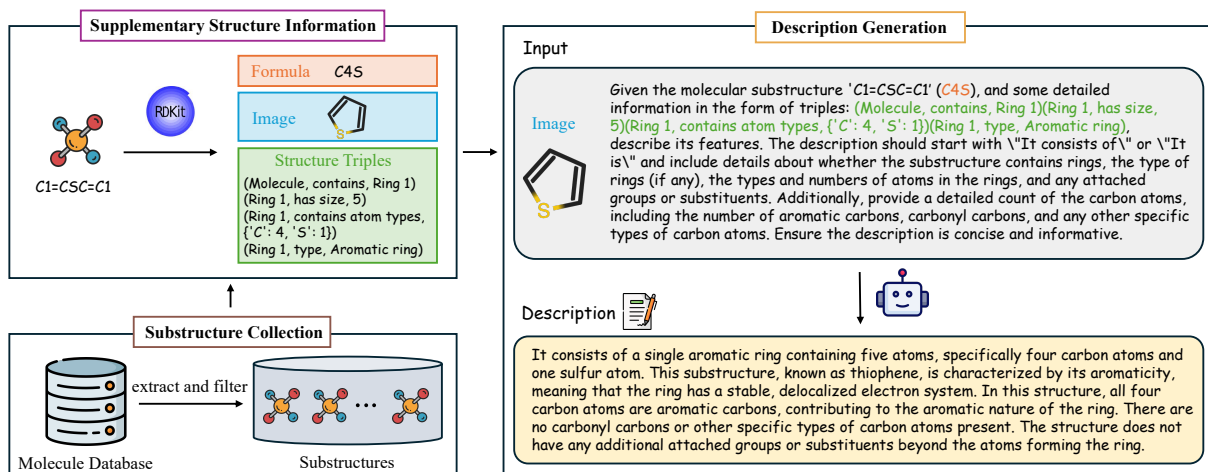 Supplementary Structure Information
RDKit
C1=CSC=C1
Formula C4S
Image
S
Structure Triples
(Molecule, contains, Ring 1)
(Ring 1, has size, 5)
(Ring 1, contains atom types,
{'C': 4, 'S': 1})
(Ring 1, type, Aromatic ring)
Substructure Collection
extract and filter
...
Molecule Database
Substructures
Description Generation
Input
Image
S
Given the molecular substructure 'C1=CSC=C1' (C4S), and some detailed
information in the form of triples: (Molecule, contains, Ring 1)(Ring 1, has size,
5)(Ring 1, contains atom types, {'C': 4, 'S': 1})(Ring 1, type, Aromatic ring),
describe its features. The description should start with \"It consists of\" or \"It
is\" and include details about whether the substructure contains rings, the type of
rings (if any), the types and numbers of atoms in the rings, and any attached
groups or substituents. Additionally, provide a detailed count of the carbon atoms,
including the number of aromatic carbons, carbonyl carbons, and any other specific
types of carbon atoms. Ensure the description is concise and informative.
Description
It consists of a single aromatic ring containing five atoms, specifically four carbon atoms and
one sulfur atom. This substructure, known as thiophene, is characterized by its aromaticity,
meaning that the ring has a stable, delocalized electron system. In this structure, all four
carbon atoms are aromatic carbons, contributing to the aromatic nature of the ring. There are
no carbonyl carbons or other specific types of carbon atoms present. The structure does not
have any additional attached groups or substituents beyond the atoms forming the ring.